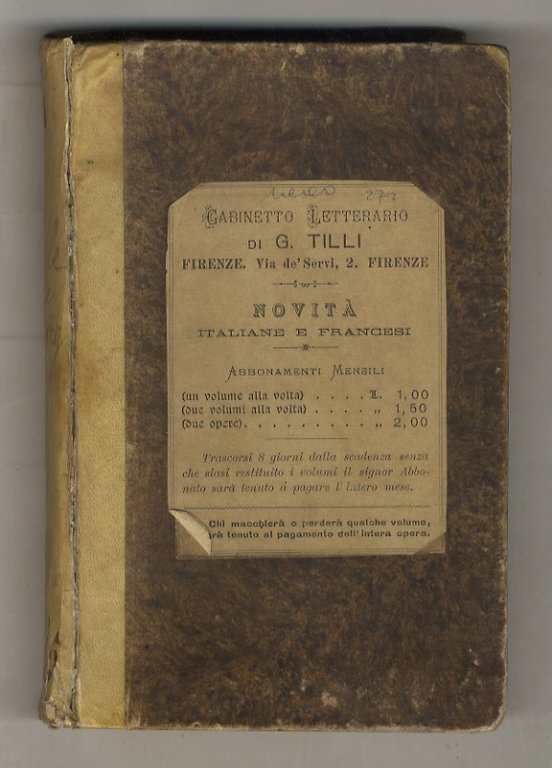 272
GABINETTO LETTERARIO
DI G. TILLI
FIRENZE. Via de' Servi, 2. FIRENZE
NOVITÀ
ITALIANE E FRANCESI
ABBONAMENTI MENSILI
(un volume alla volta) . . . . L. 1,00
(due volumi alla volta) . . . . „ 1,50
(due opere) . . . . . . . . . . „ 2,00
Trascorsi 8 giorni dalla scadenza senza
che siasi restituito i volumi il signor Abbo-
nato sarà tenuto á pagare l'intero mese.
Chi macchierà o perderà qualche volume,
rà tenuto al pagamento dell'intera opera.